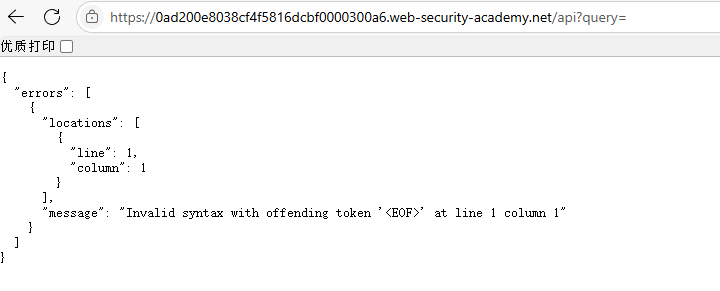 https://0ad200e8038cf4f5816dcbf0000300a6.web-security-academy.net/api?query=
优质打印
{
  "errors": [
    {
      "locations": [
        {
          "line": 1,
          "column": 1
        }
      ],
      "message": "Invalid syntax with offending token '<EOF>' at line 1 column 1"
    }
  ]
}